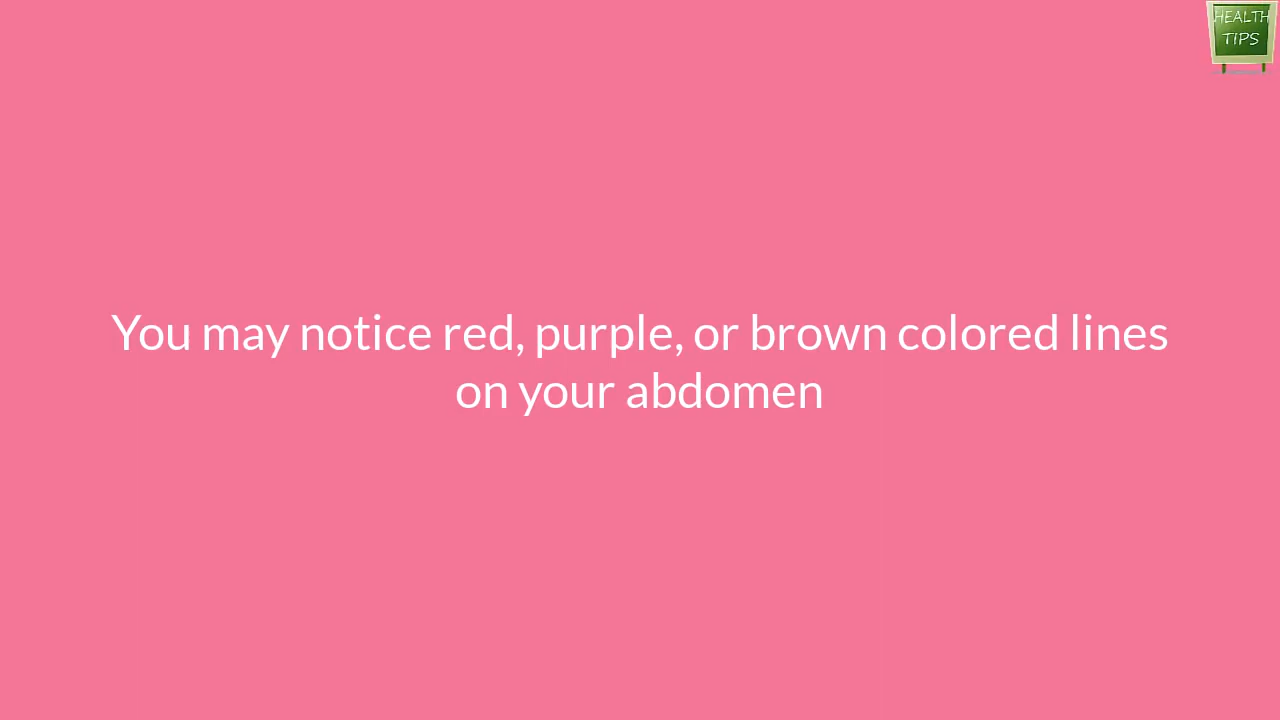 HEALTH
TIPS
You may notice red, purple, or brown colored lines
on your abdomen